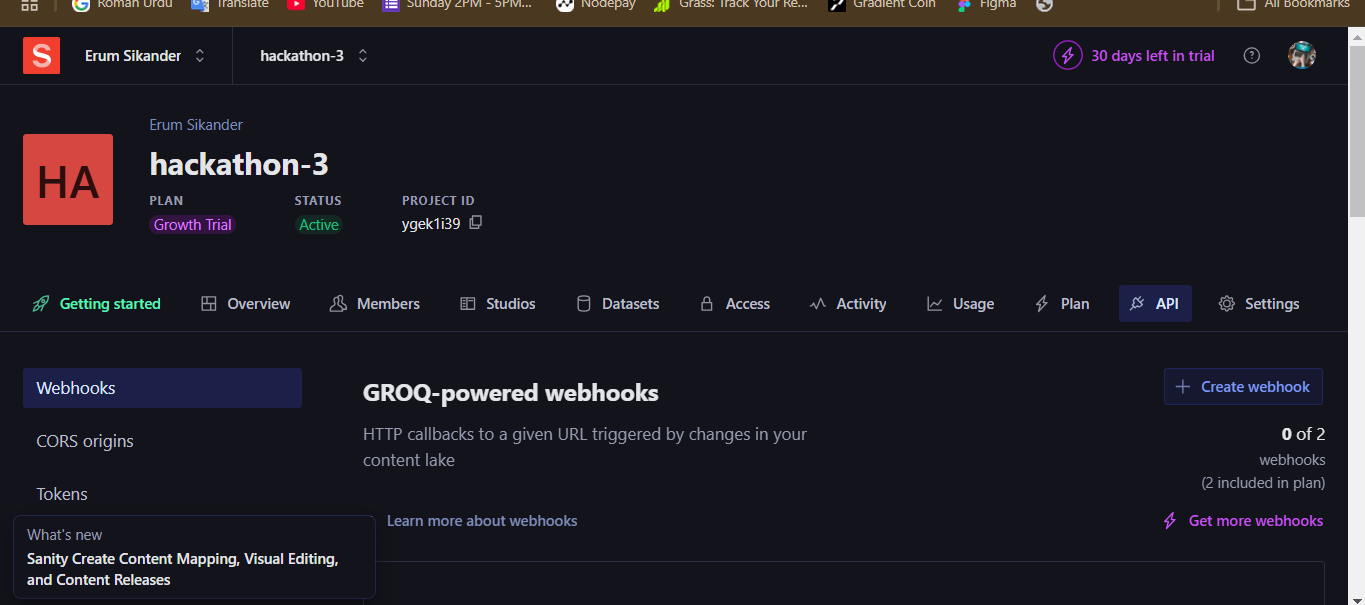 Roman Urdu Translate YouTube Sunday 2PM - 5PM... Nodepay Grass: Track Your Re... Gradient Coin Figma All Bookmarks
S Erum Sikander hackathon-3 30 days left in trial ?
Erum Sikander
HA
hackathon-3
PLAN STATUS PROJECT ID
Growth Trial Active ygek1i39
Getting started Overview Members Studios Datasets Access Activity Usage Plan API Settings
Webhooks
CORS origins
Tokens
GROQ-powered webhooks
HTTP callbacks to a given URL triggered by changes in your
content lake
Learn more about webhooks
+ Create webhook
0 of 2
webhooks
(2 included in plan)
Get more webhooks
What's new
Sanity Create Content Mapping, Visual Editing,
and Content Releases